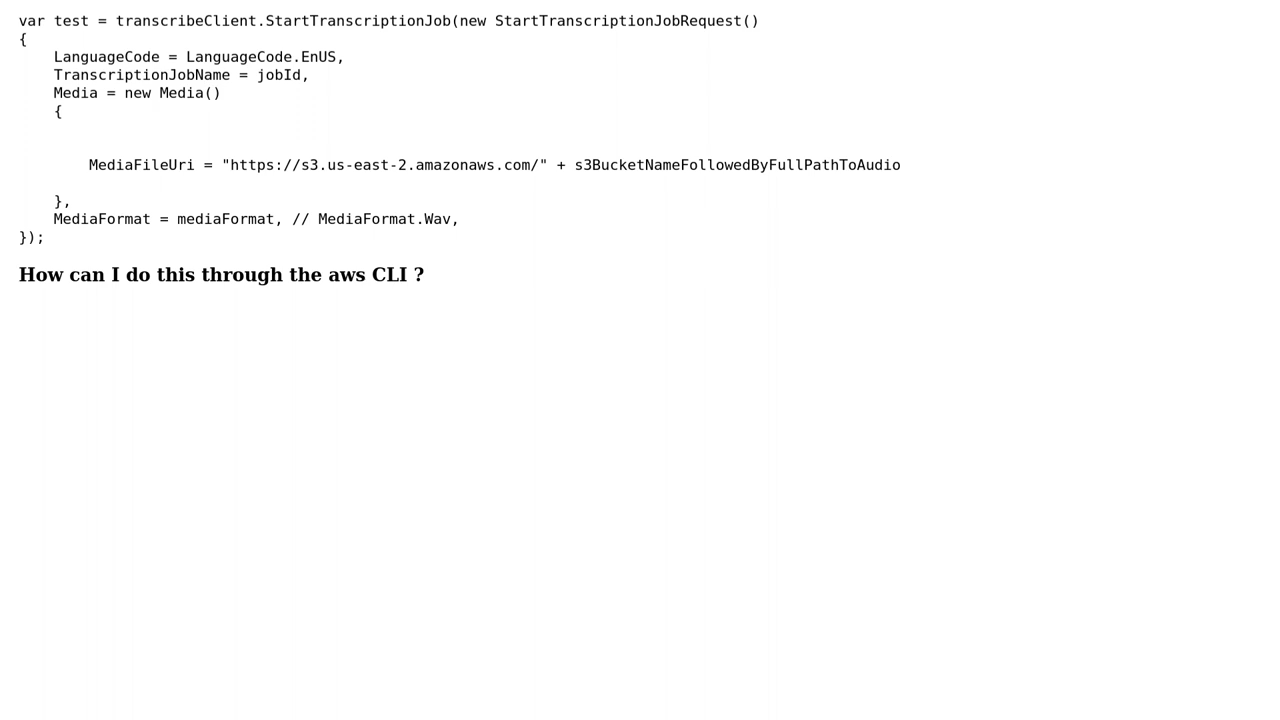 var test = transcribeClient.StartTranscriptionJob(new StartTranscriptionJobRequest()
{
    LanguageCode = LanguageCode.EnUS,
    TranscriptionJobName = jobId,
    Media = new Media()
    {
        MediaFileUri = "https://s3.us-east-2.amazonaws.com/" + s3BucketNameFollowedByFullPathToAudio
    },
    MediaFormat = mediaFormat, // MediaFormat.Wav,
});
How can I do this through the aws CLI ?